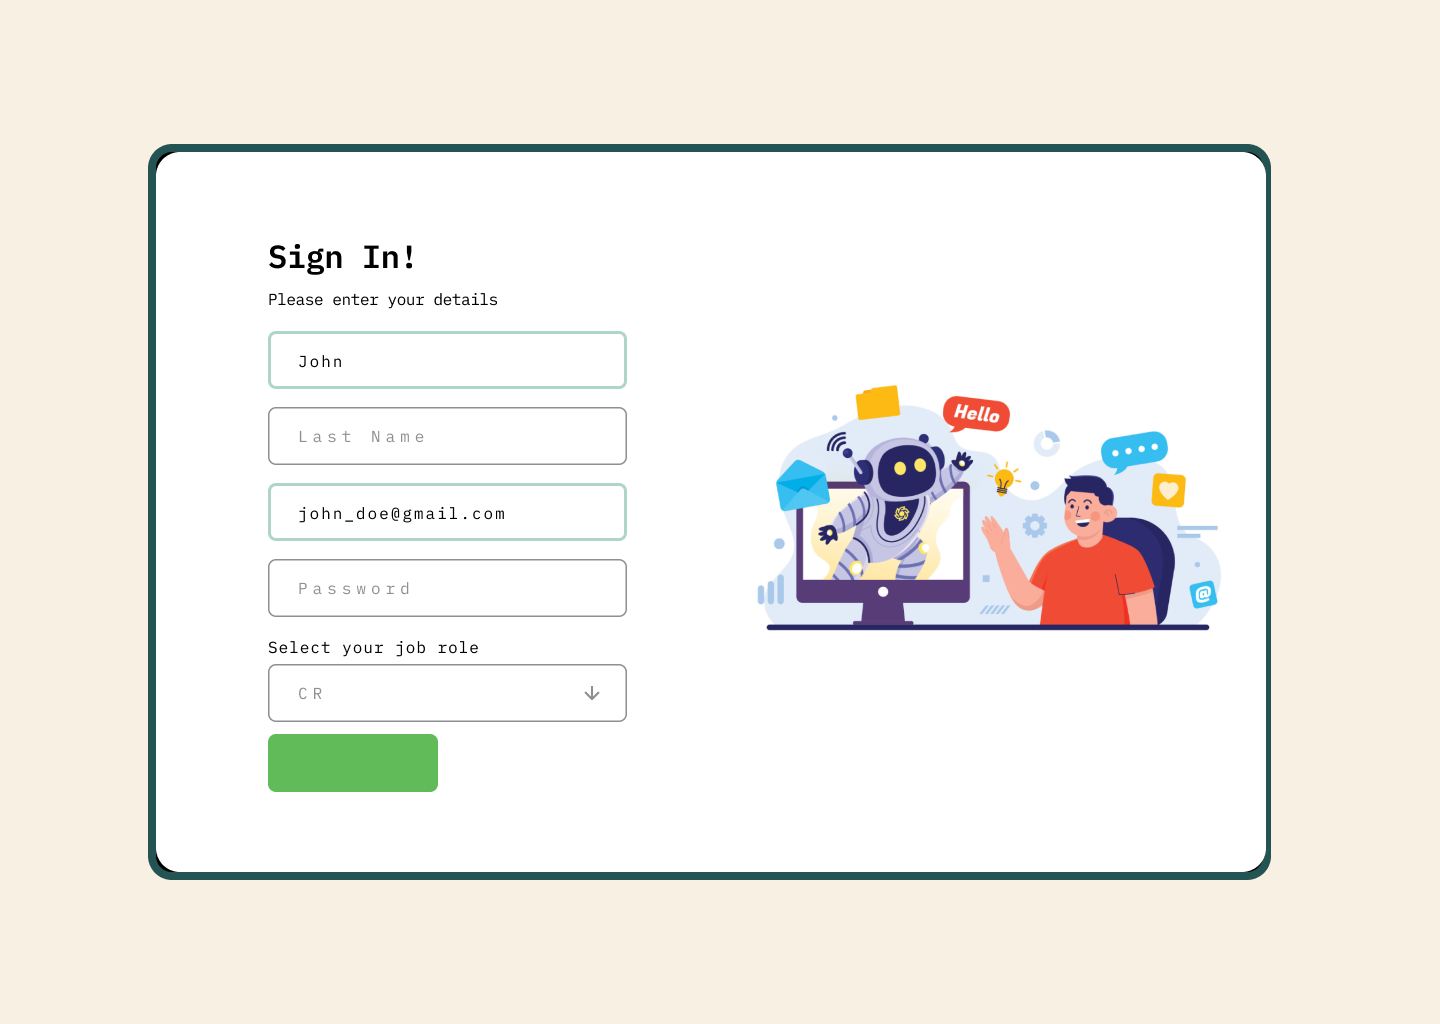 Sign In!
Please enter your details
John
Last Name
john_doe@gmail.com
Password
Select your job role
CR
Hello
@